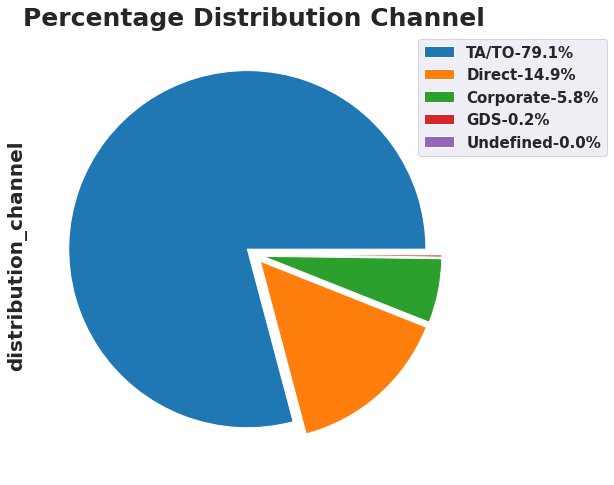 Percentage Distribution Channel
TA/TO-79.1%
Direct-14.9%
Corporate-5.8%
GDS-0.2%
Undefined-0.0%
distribution_channel